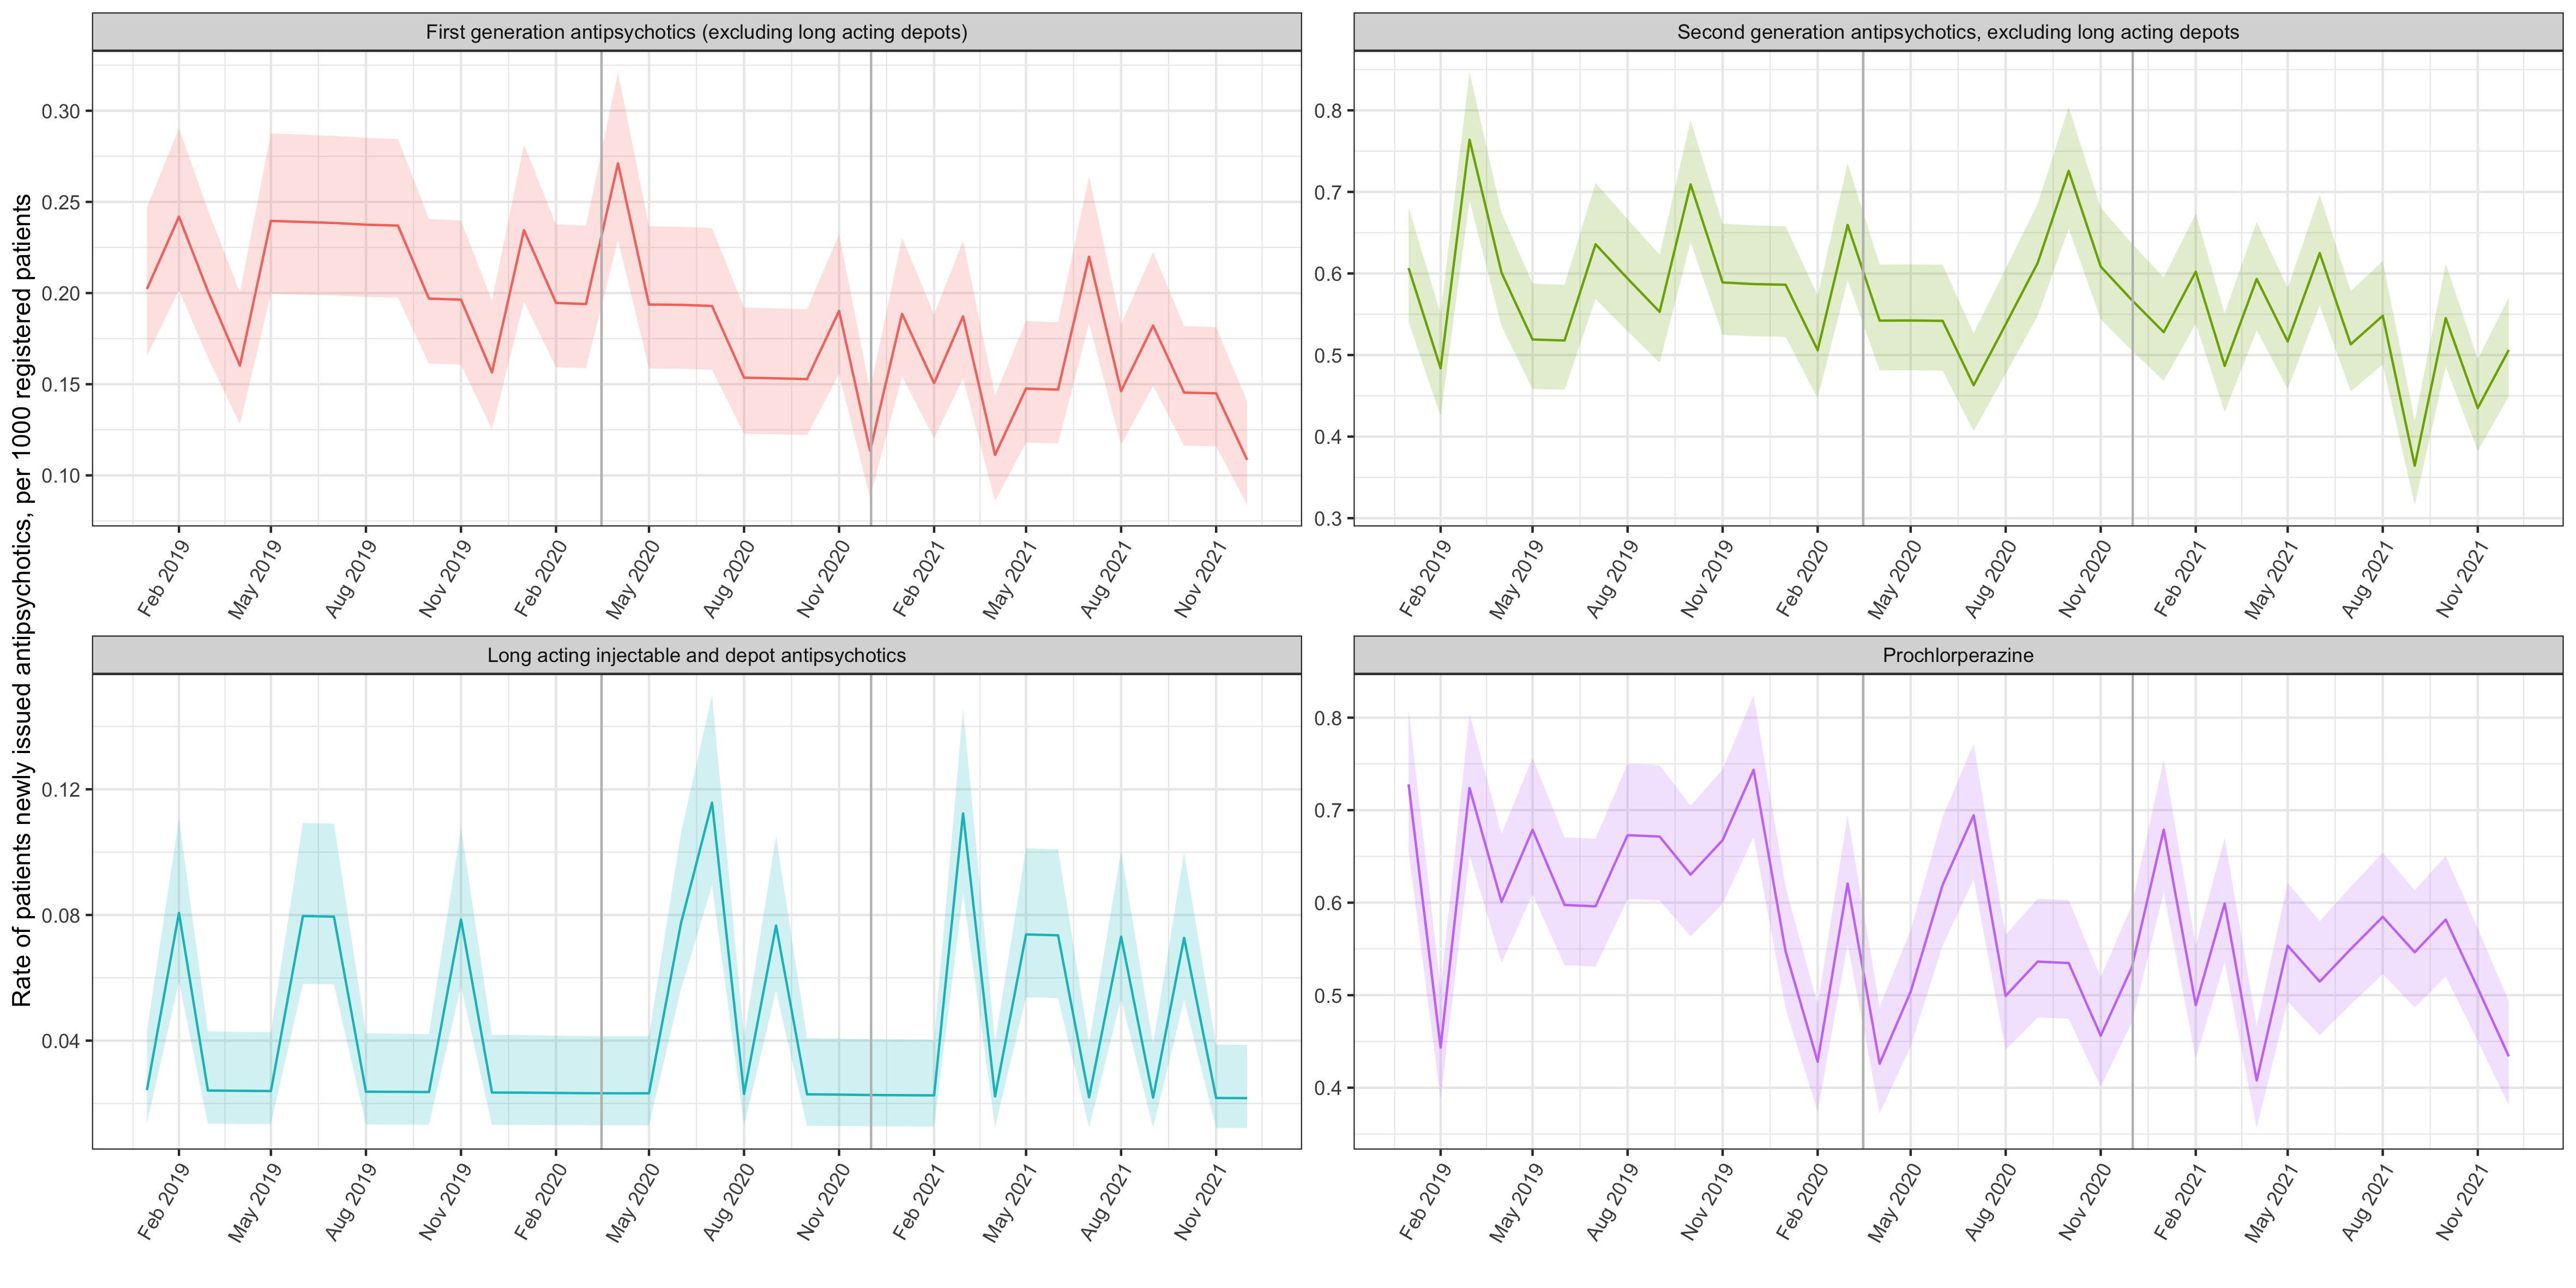 Rate of patients newly issued antipsychotics, per 1000 registered patients
First generation antipsychotics (excluding long acting depots)
0.30
0.25
0.20
0.15
0.10
Feb 2019
May 2019
Aug 2019
Nov 2019
Feb 2020
May 2020
Aug 2020
Nov 2020
Feb 2021
May 2021
Aug 2021
Nov 2021
Second generation antipsychotics, excluding long acting depots
0.8
0.7
0.6
0.5
0.4
0.3
Feb 2019
May 2019
Aug 2019
Nov 2019
Feb 2020
May 2020
Aug 2020
Nov 2020
Feb 2021
May 2021
Aug 2021
Nov 2021
Long acting injectable and depot antipsychotics
0.12
0.08
0.04
Feb 2019
May 2019
Aug 2019
Nov 2019
Feb 2020
May 2020
Aug 2020
Nov 2020
Feb 2021
May 2021
Aug 2021
Nov 2021
Prochlorperazine
0.8
0.7
0.6
0.5
0.4
Feb 2019
May 2019
Aug 2019
Nov 2019
Feb 2020
May 2020
Aug 2020
Nov 2020
Feb 2021
May 2021
Aug 2021
Nov 2021